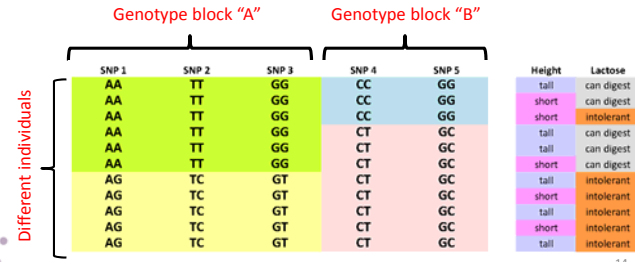 Genotype block “A” Genotype block “B”
Different individuals
SNP 1 SNP 2 SNP 3 SNP 4 SNP 5 Height Lactose
AA TT GG CC GG tall can digest
AA TT GG CC GG short can digest
AA TT GG CC GG short intolerant
AA TT GG CT GC tall can digest
AA TT GG CT GC tall can digest
AA TT GG CT GC short can digest
AG TC GT CT GC tall intolerant
AG TC GT CT GC short intolerant
AG TC GT CT GC tall intolerant
AG TC GT CT GC short intolerant
AG TC GT CT GC tall intolerant